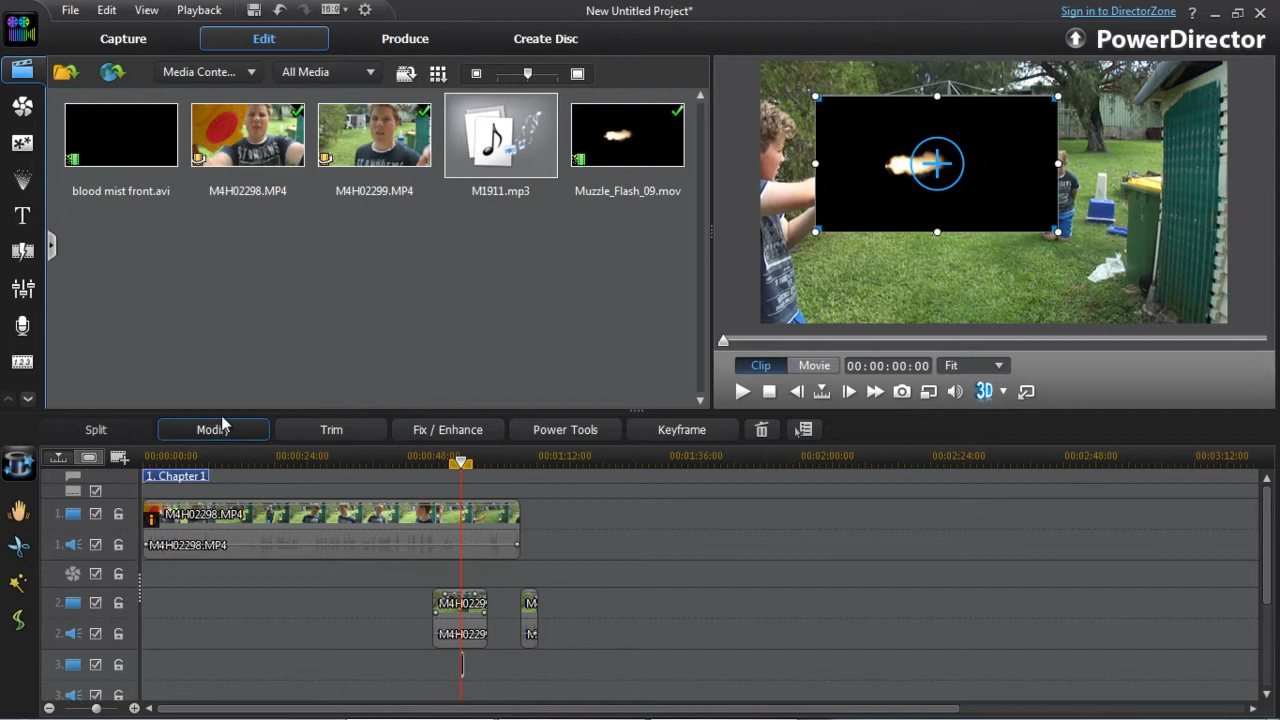 File Edit View Playback 16:9 New Untitled Project* Sign in to DirectorZone ?
Capture Edit Produce Create Disc PowerDirector
Media Conte... All Media
blood mist front.avi M4H02298.MP4 M4H02299.MP4 M1911.mp3 Muzzle_Flash_09.mov
T
Clip Movie 00:00:00:00 Fit
3D
Split Modify Trim Fix / Enhance Power Tools Keyframe
00:00:00:00 00:00:24:00 00:00:48:00 00:01:12:00 00:01:36:00 00:02:00:00 00:02:24:00 00:02:48:00 00:03:12:00
1. Chapter 1
1. M4H02298.MP4
1. M4H02298.MP4
2. M4H0229 M
2. M4H0229 M
3.
3.